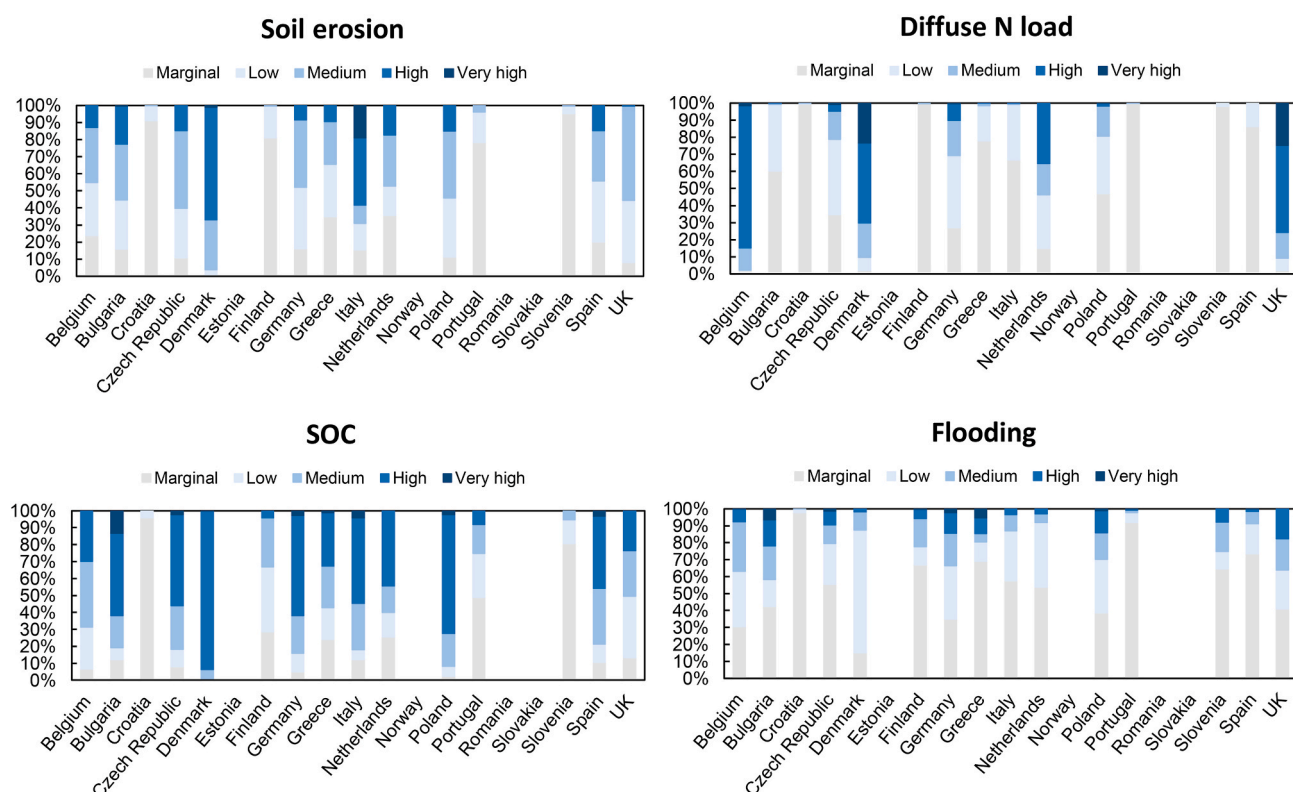 Soil erosion
Marginal Low Medium High Very high
100%
90%
80%
70%
60%
50%
40%
30%
20%
10%
0%
Belgium
Bulgaria
Croatia
Czech Republic
Denmark
Estonia
Finland
Germany
Greece
Italy
Netherlands
Norway
Poland
Portugal
Romania
Slovakia
Slovenia
Spain
UK
Diffuse N load
Marginal Low Medium High Very high
100%
90%
80%
70%
60%
50%
40%
30%
20%
10%
0%
Belgium
Bulgaria
Croatia
Czech Republic
Denmark
Estonia
Finland
Germany
Greece
Italy
Netherlands
Norway
Poland
Portugal
Romania
Slovakia
Slovenia
Spain
UK
SOC
Marginal Low Medium High Very high
100%
90%
80%
70%
60%
50%
40%
30%
20%
10%
0%
Belgium
Bulgaria
Croatia
Czech Republic
Denmark
Estonia
Finland
Germany
Greece
Italy
Netherlands
Norway
Poland
Portugal
Romania
Slovakia
Slovenia
Spain
UK
Flooding
Marginal Low Medium High Very high
100%
90%
80%
70%
60%
50%
40%
30%
20%
10%
0%
Belgium
Bulgaria
Croatia
Czech Republic
Denmark
Estonia
Finland
Germany
Greece
Italy
Netherlands
Norway
Poland
Portugal
Romania
Slovakia
Slovenia
Spain
UK